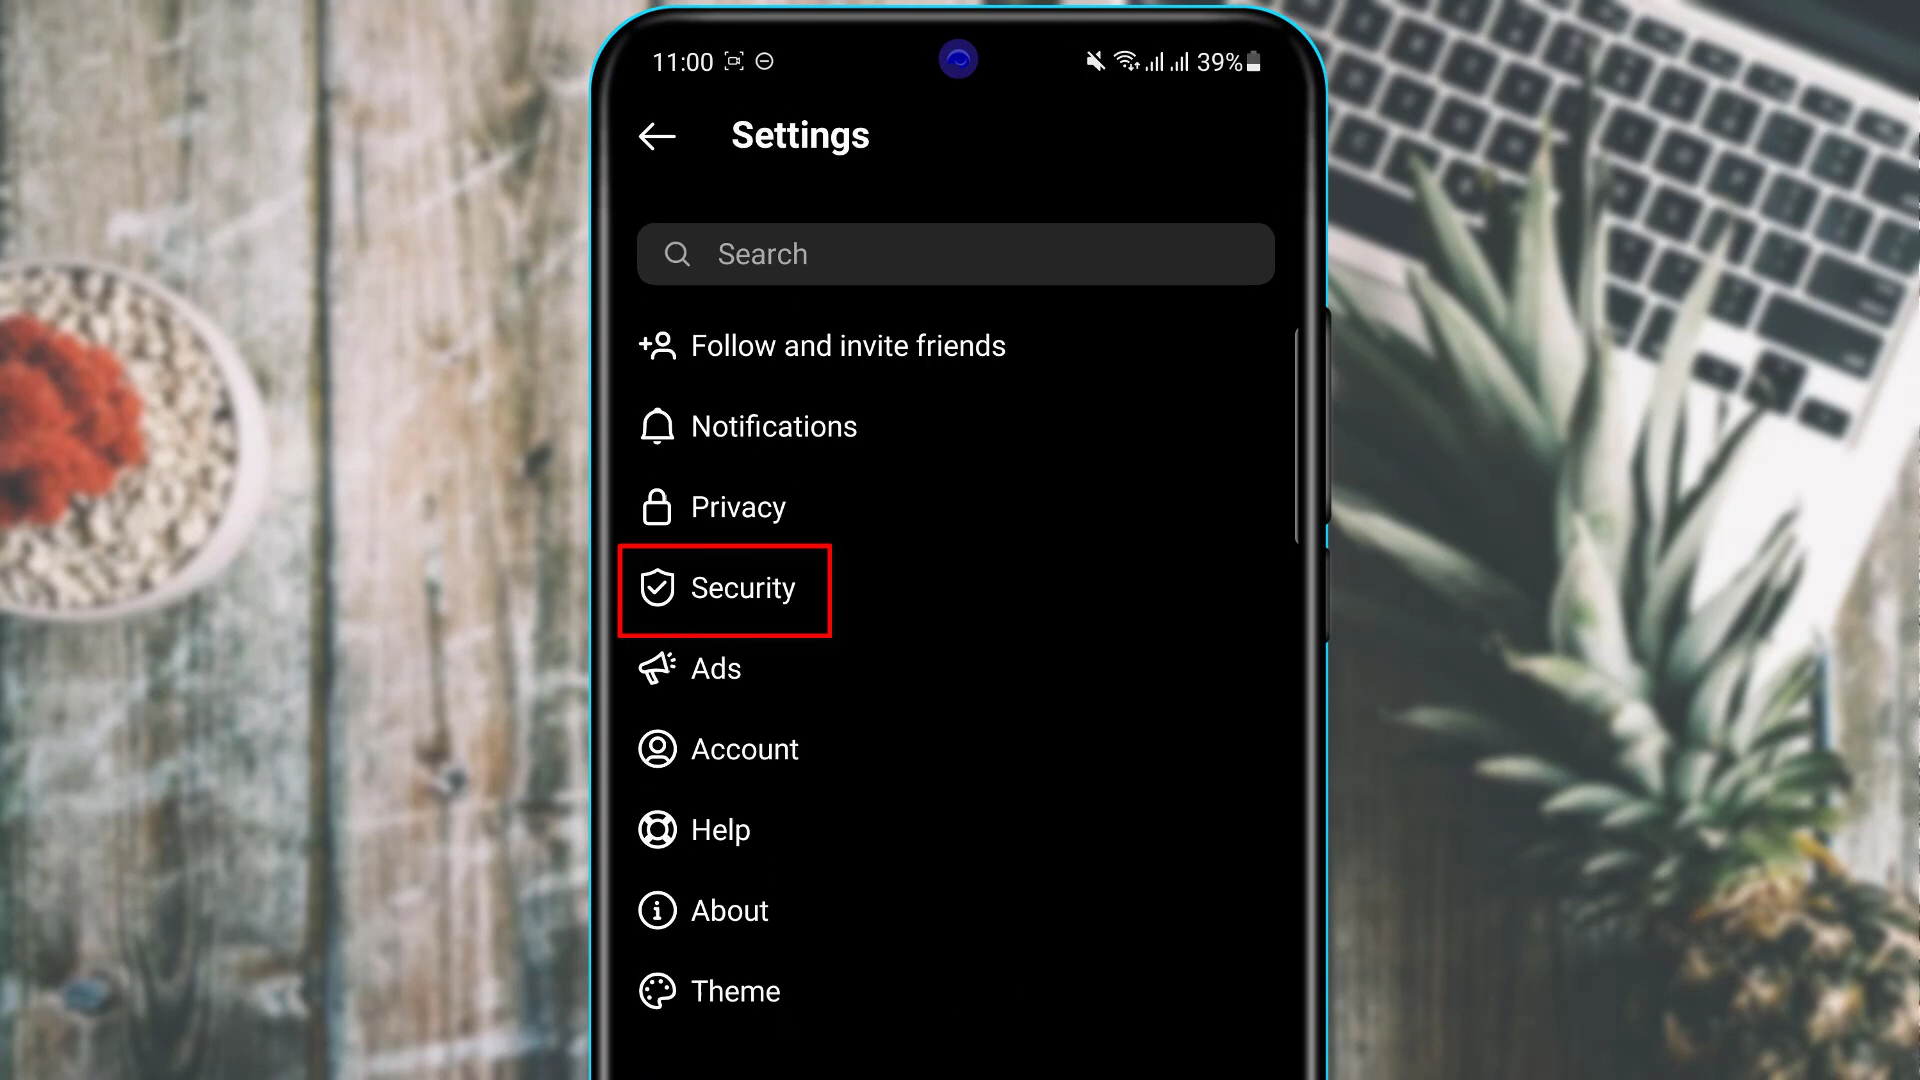 11:00 39%
Settings
Search
Follow and invite friends
Notifications
Privacy
Security
Ads
Account
Help
About
Theme